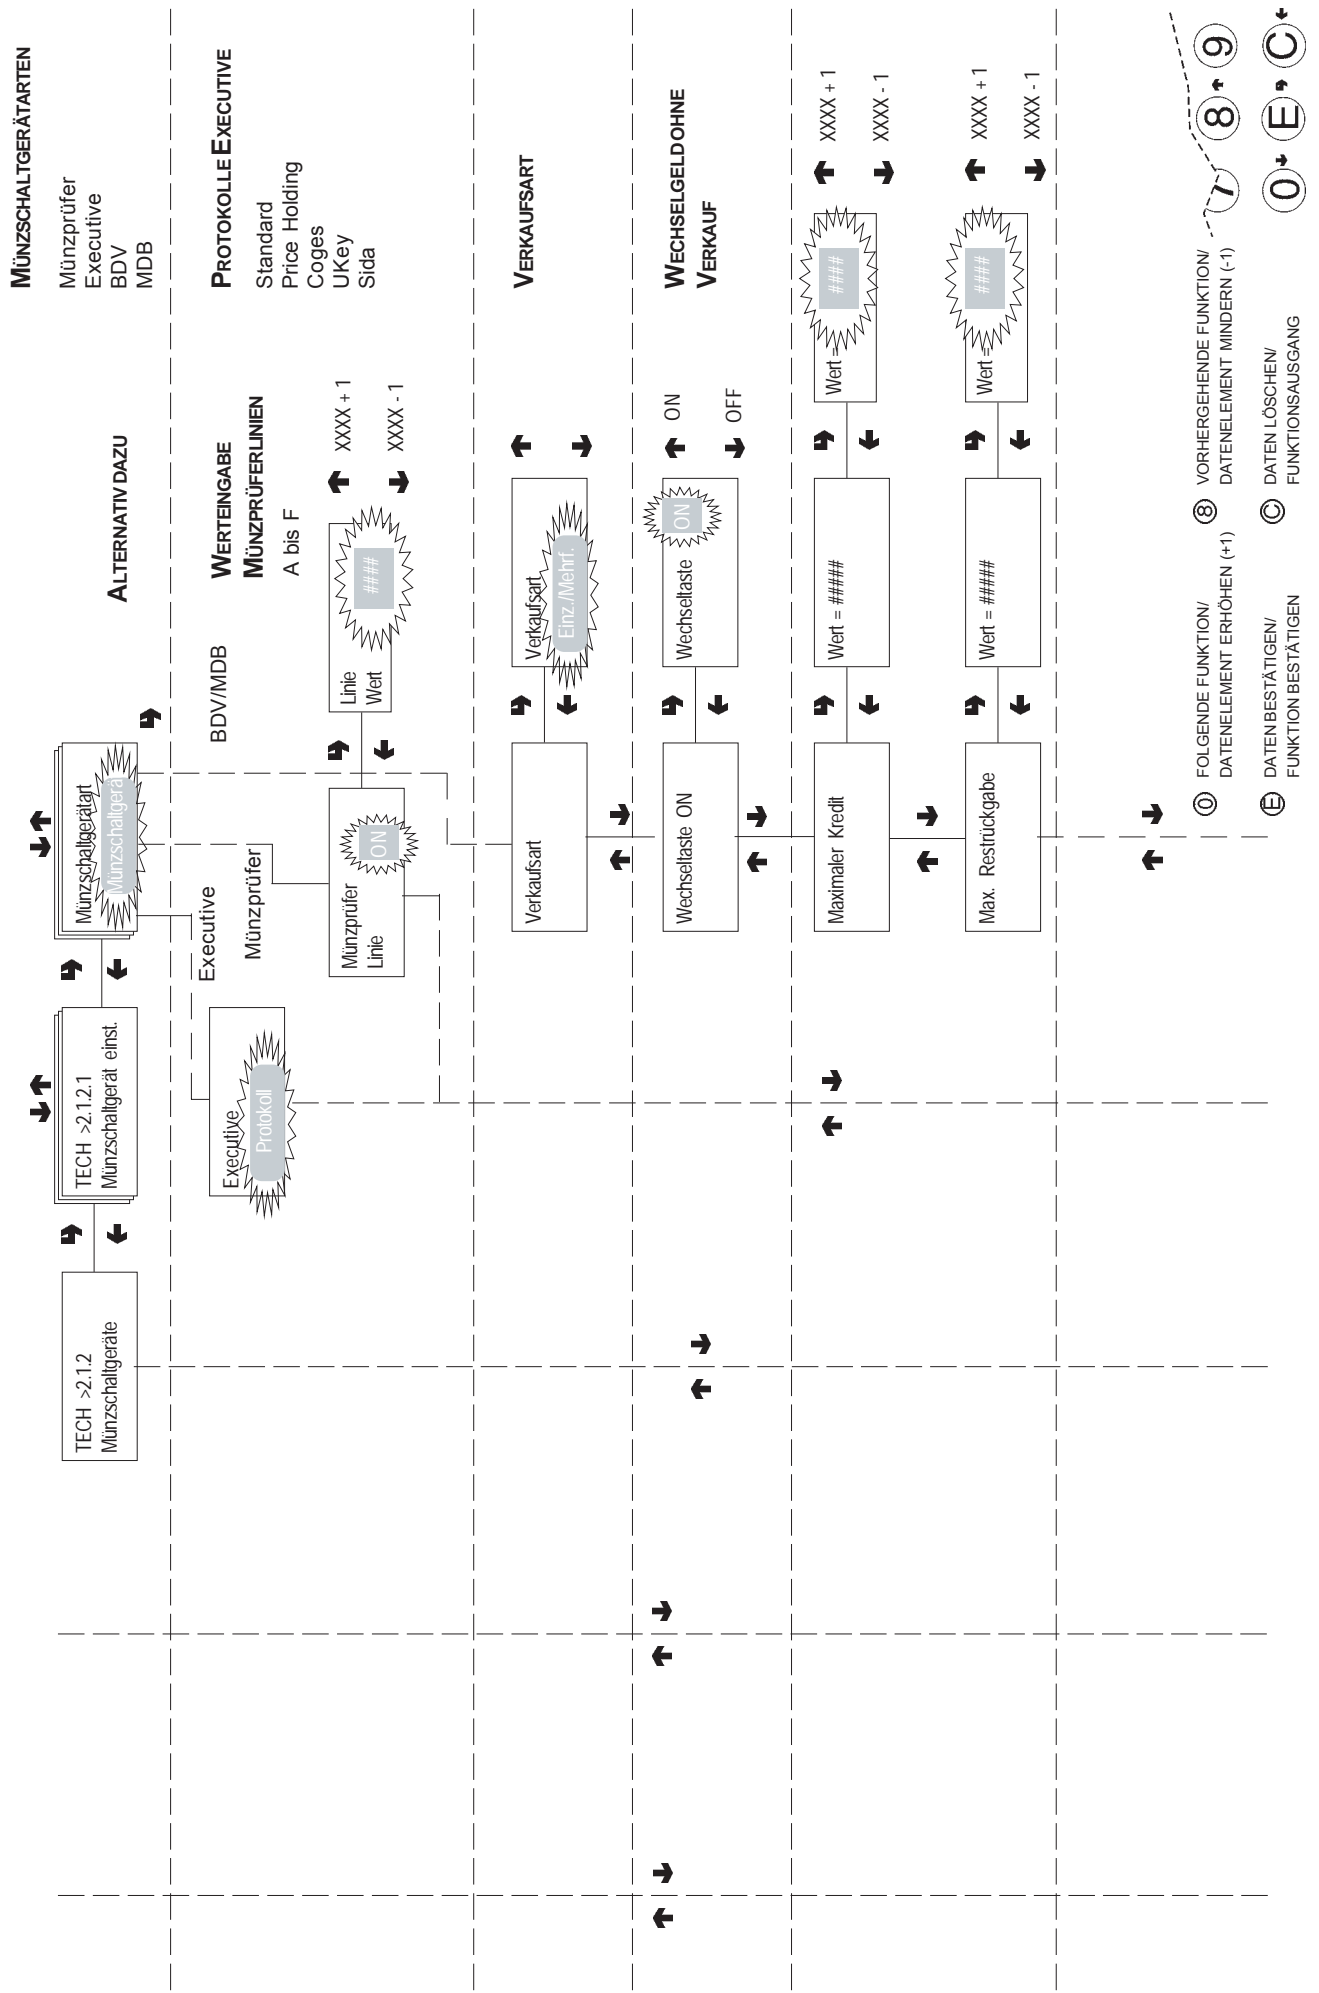 TECH >2.1.2
Münzschaltgeräte
TECH >2.1.2.1
Münzschaltgerät einst.
Münzschaltgerätart
Münzschaltgerä
ALTERNATIV DAZU
MÜNZSCHALTGERÄTARTEN
Münzprüfer
Executive
BDV
MDB
Executive
Protokoll
Executive
Münzprüfer
BDV/MDB
Münzprüfer
Linie
ON
Linie
Wert
####
WERTEINGABE
MÜNZPRÜFERLINIEN
A bis F
XXXX + 1
XXXX - 1
PROTOKOLLE EXECUTIVE
Standard
Price Holding
Coges
UKey
Sida
Verkaufsart
Verkaufsart
Einz./Mehrf.
VERKAUFSART
Wechseltaste ON
Wechseltaste
ON
ON
OFF
WECHSELGELD OHNE
VERKAUF
Maximaler Kredit
Wert = #####
Wert =
####
XXXX + 1
XXXX - 1
Max. Restrückgabe
Wert = #####
Wert =
####
XXXX + 1
XXXX - 1
0 FOLGENDE FUNKTION/
DATENELEMENT ERHÖHEN (+1)
8 VORHERGEHENDE FUNKTION/
DATENELEMENT MINDERN (-1)
E DATEN BESTÄTIGEN/
FUNKTION BESTÄTIGEN
C DATEN LÖSCHEN/
FUNKTIONSAUSGANG
7 8 9
0 E C